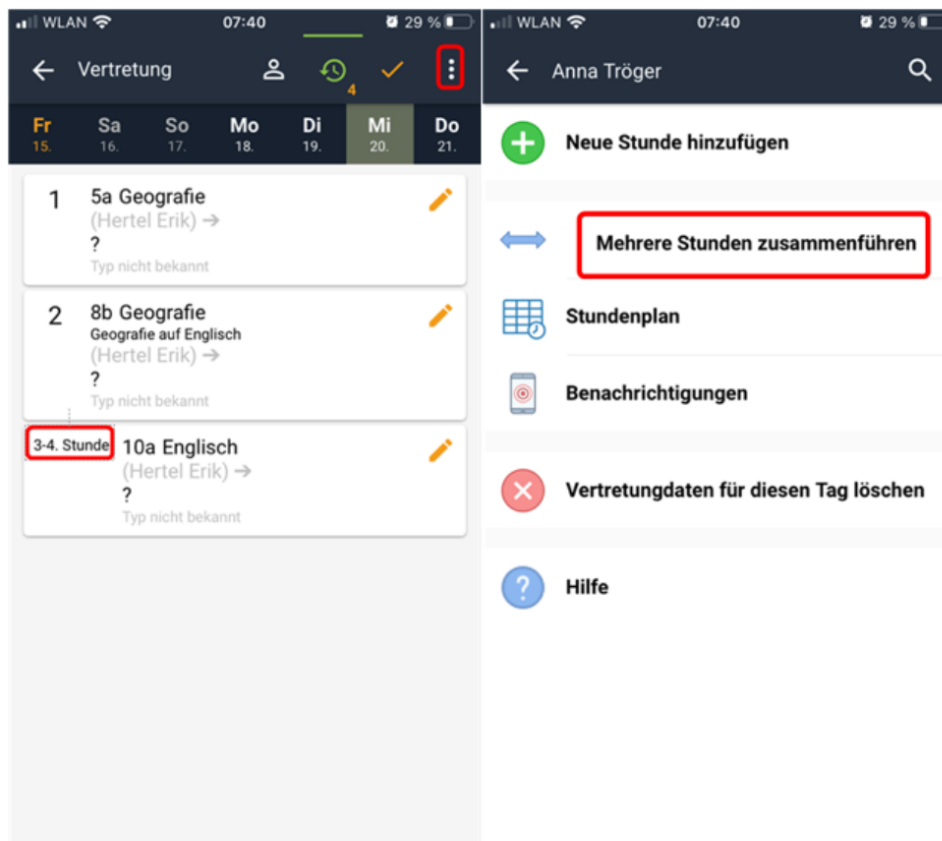 WLAN 07:40 29 %
Vertretung
4
Fr Sa So Mo Di Mi Do
15. 16. 17. 18. 19. 20. 21.
1 5a Geografie
(Hertel Erik) →
?
Typ nicht bekannt
2 8b Geografie
Geografie auf Englisch
(Hertel Erik) →
?
Typ nicht bekannt
3-4. Stunde 10a Englisch
(Hertel Erik) →
?
Typ nicht bekannt
WLAN 07:40 29 %
Anna Tröger
Neue Stunde hinzufügen
Mehrere Stunden zusammenführen
Stundenplan
Benachrichtigungen
Vertretungdaten für diesen Tag löschen
? Hilfe